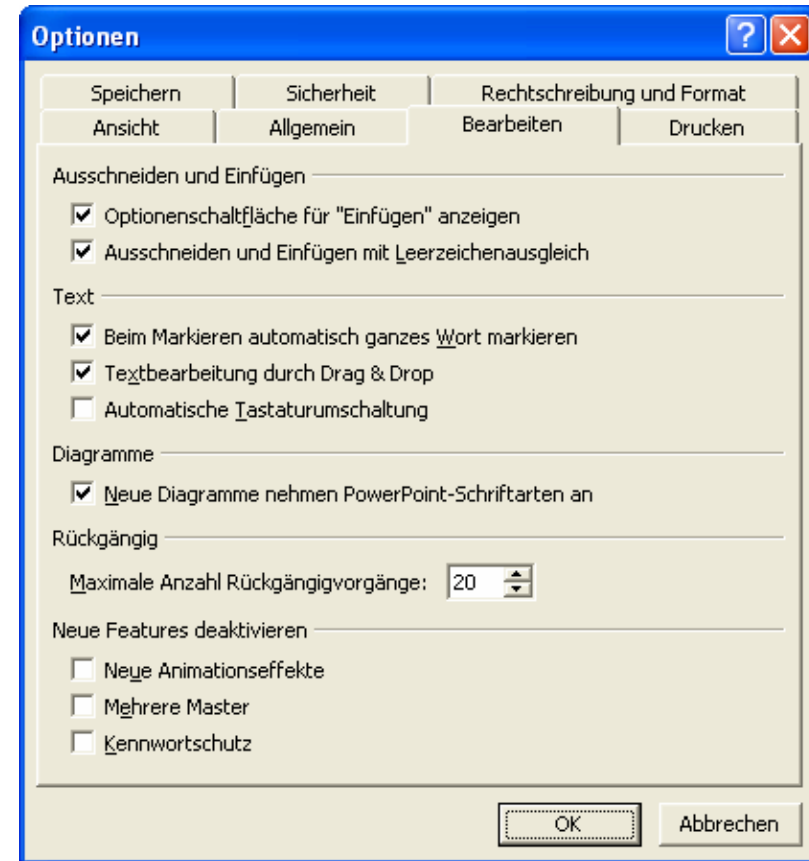 Optionen
Speichern Sicherheit Rechtschreibung und Format
Ansicht Allgemein Bearbeiten Drucken
Ausschneiden und Einfügen
Optionenschaltfläche für "Einfügen" anzeigen
Ausschneiden und Einfügen mit Leerzeichenausgleich
Text
Beim Markieren automatisch ganzes Wort markieren
Textbearbeitung durch Drag & Drop
Automatische Tastaturumschaltung
Diagramme
Neue Diagramme nehmen PowerPoint-Schriftarten an
Rückgängig
Maximale Anzahl Rückgängigvorgänge: 20
Neue Features deaktivieren
Neue Animationseffekte
Mehrere Master
Kennwortschutz
OK Abbrechen